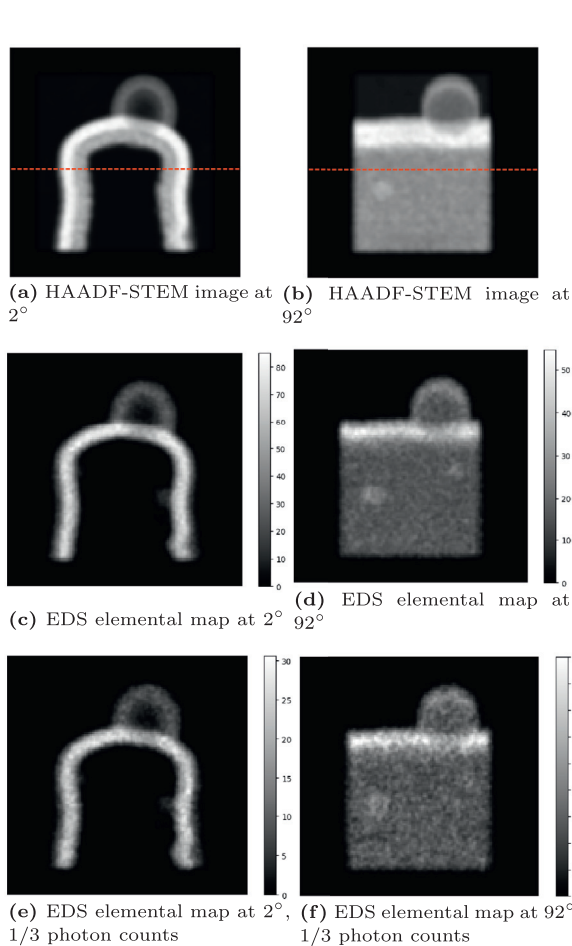 (a) HAADF-STEM image at 2°
(b) HAADF-STEM image at 92°
80
70
60
50
40
30
20
10
0
50
40
30
20
10
0
(c) EDS elemental map at 2°
(d) EDS elemental map at 92°
30
25
20
15
10
5
0
(e) EDS elemental map at 2°,
1/3 photon counts
(f) EDS elemental map at 92°
1/3 photon counts